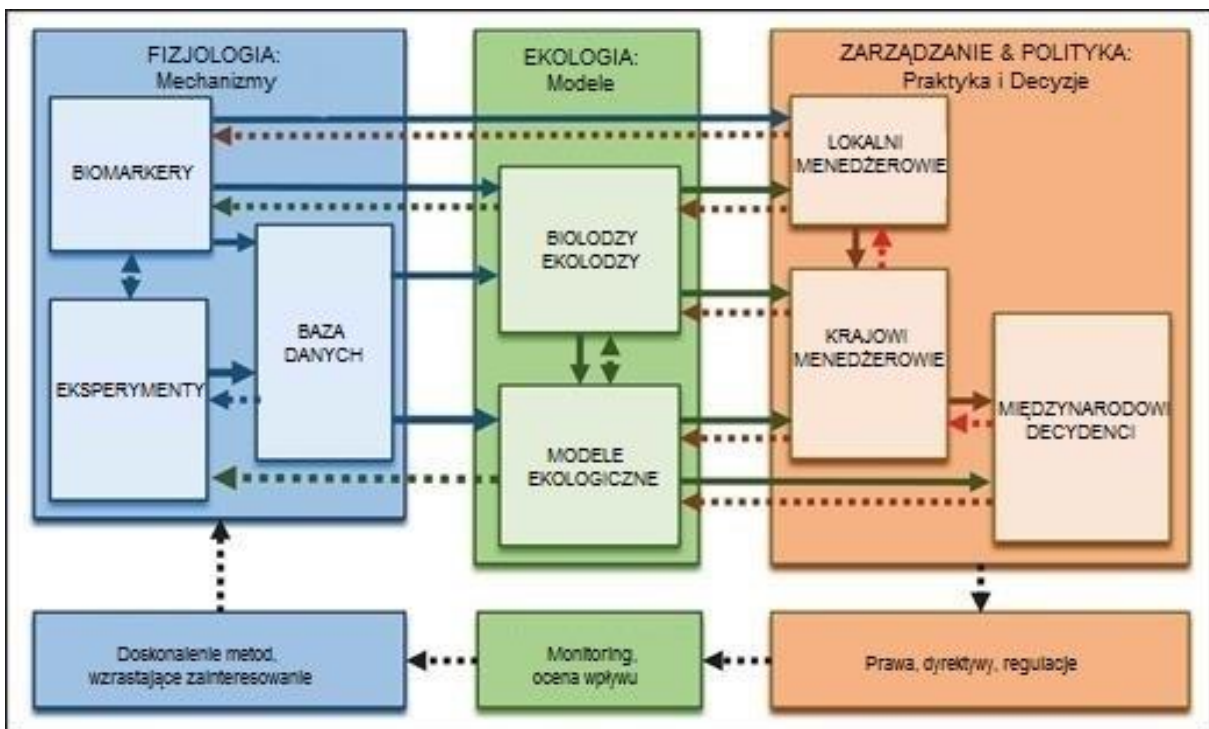 FIZJOLOGIA:
Mechanizmy
BIOMARKERY
EKSPERYMENTY
BAZA
DANYCH
EKOLOGIA:
Modele
BIOLODZY
EKOLODZY
MODELE
EKOLOGICZNE
ZARZĄDZANIE & POLITYKA:
Praktyka i Decyzje
LOKALNI
MENEDŻEROWIE
KRAJOWI
MENEDŻEROWIE
MIĘDZYNARODOWI
DECYDENCI
Doskonalenie metod,
wzrastające zainteresowanie
Monitoring,
ocena wpływu
Prawa, dyrektywy, regulacje